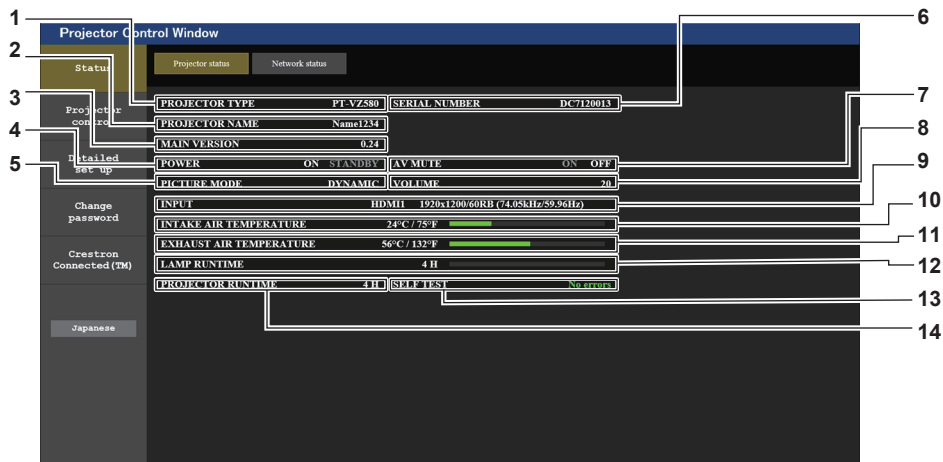 1
2
3
4
5
6
7
8
9
10
11
12
13
14
Projector Control Window
Status
Projector control
Detailed set up
Change password
Crestron Connected(TM)
Japanese
Projector status
Network status
PROJECTOR TYPE PT-VZ580
SERIAL NUMBER DC7120013
PROJECTOR NAME Name1234
MAIN VERSION 0.24
POWER ON STANDBY
AV MUTE ON OFF
PICTURE MODE DYNAMIC
VOLUME 20
INPUT HDMI1 1920x1200/60RB (74.05kHz/59.96Hz)
INTAKE AIR TEMPERATURE 24°C / 75°F
EXHAUST AIR TEMPERATURE 56°C / 132°F
LAMP RUNTIME 4 H
PROJECTOR RUNTIME 4 H
SELF TEST No errors